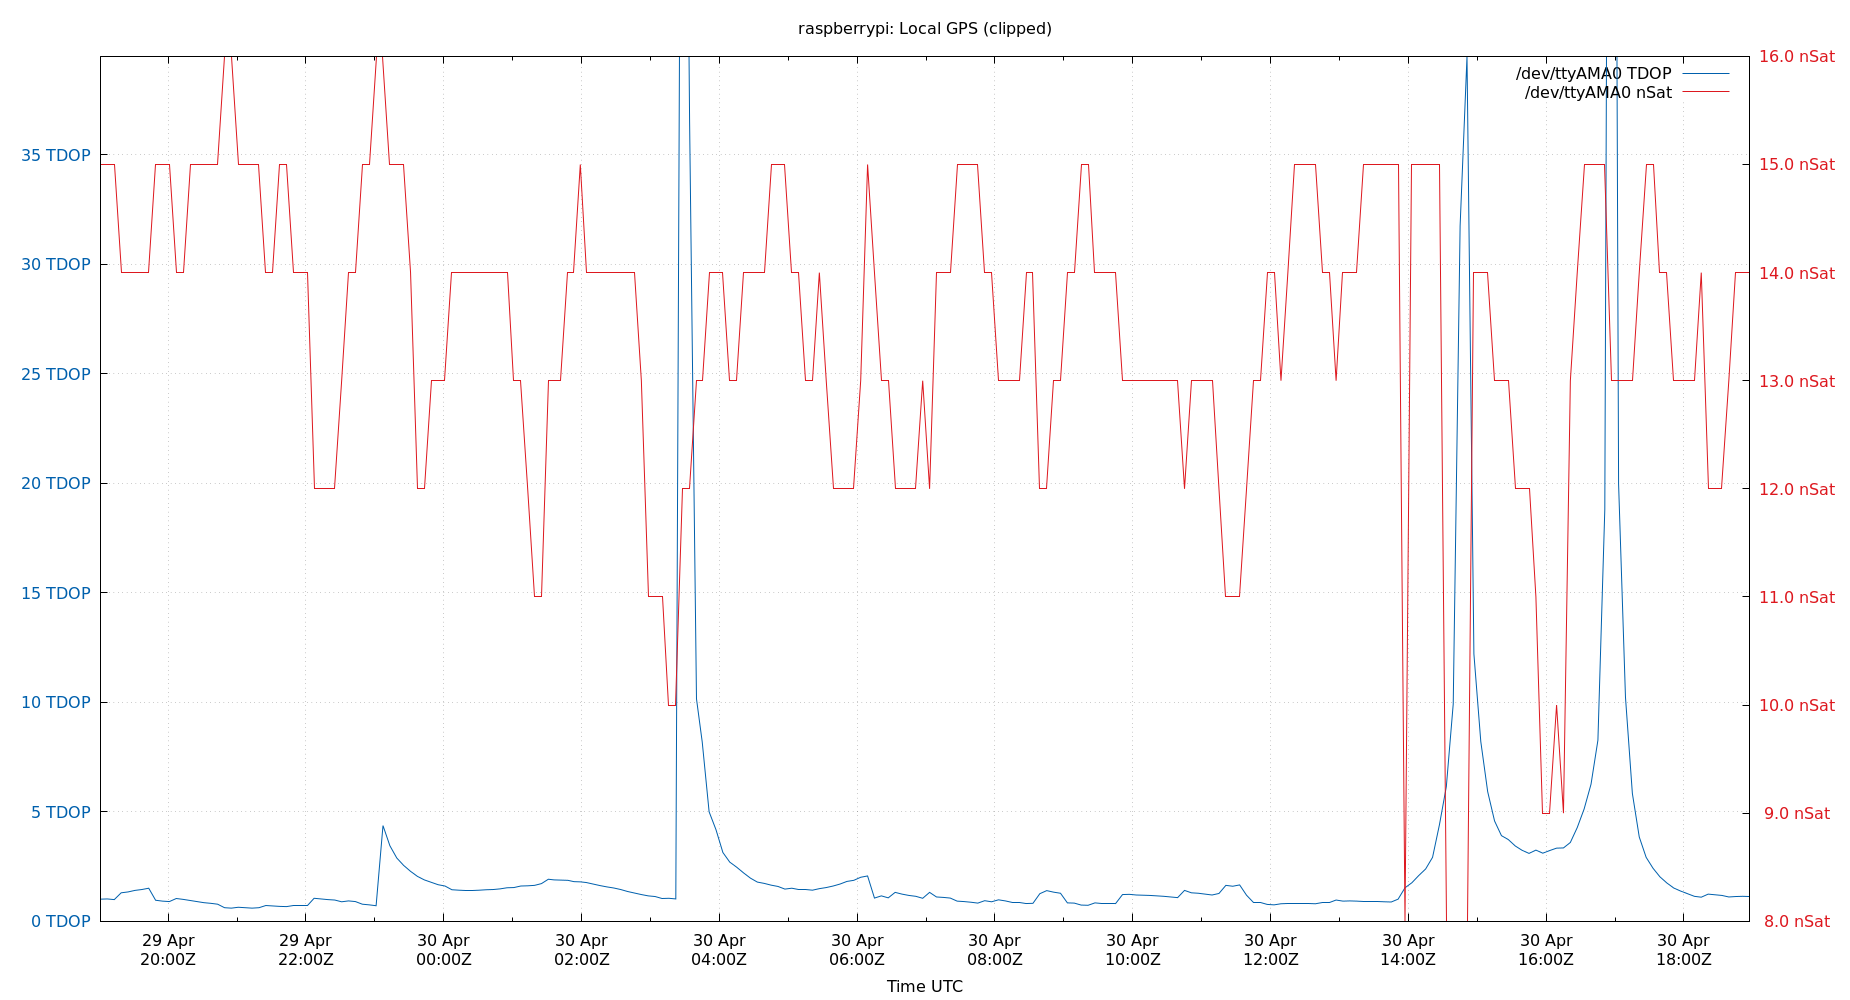 raspberrypi: Local GPS (clipped)
/dev/ttyAMA0 TDOP
/dev/ttyAMA0 nSat
35 TDOP
30 TDOP
25 TDOP
20 TDOP
15 TDOP
10 TDOP
5 TDOP
0 TDOP
16.0 nSat
15.0 nSat
14.0 nSat
13.0 nSat
12.0 nSat
11.0 nSat
10.0 nSat
9.0 nSat
8.0 nSat
29 Apr
20:00Z
29 Apr
22:00Z
30 Apr
00:00Z
30 Apr
02:00Z
30 Apr
04:00Z
30 Apr
06:00Z
30 Apr
08:00Z
30 Apr
10:00Z
30 Apr
12:00Z
30 Apr
14:00Z
30 Apr
16:00Z
30 Apr
18:00Z
Time UTC